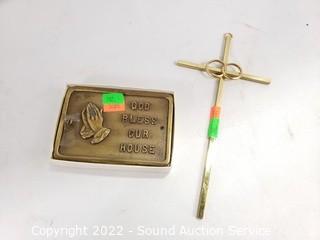 GOD
BLESS
OUR
HOUSE
Copyright 2022 - Sound Auction Service